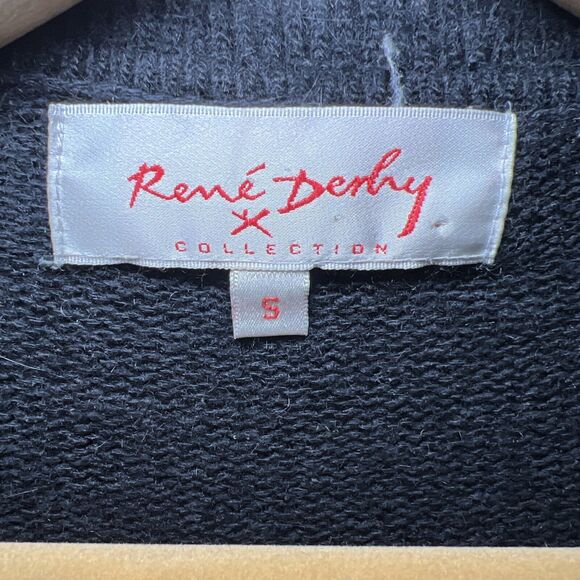 René Derhy
COLLECTION
S